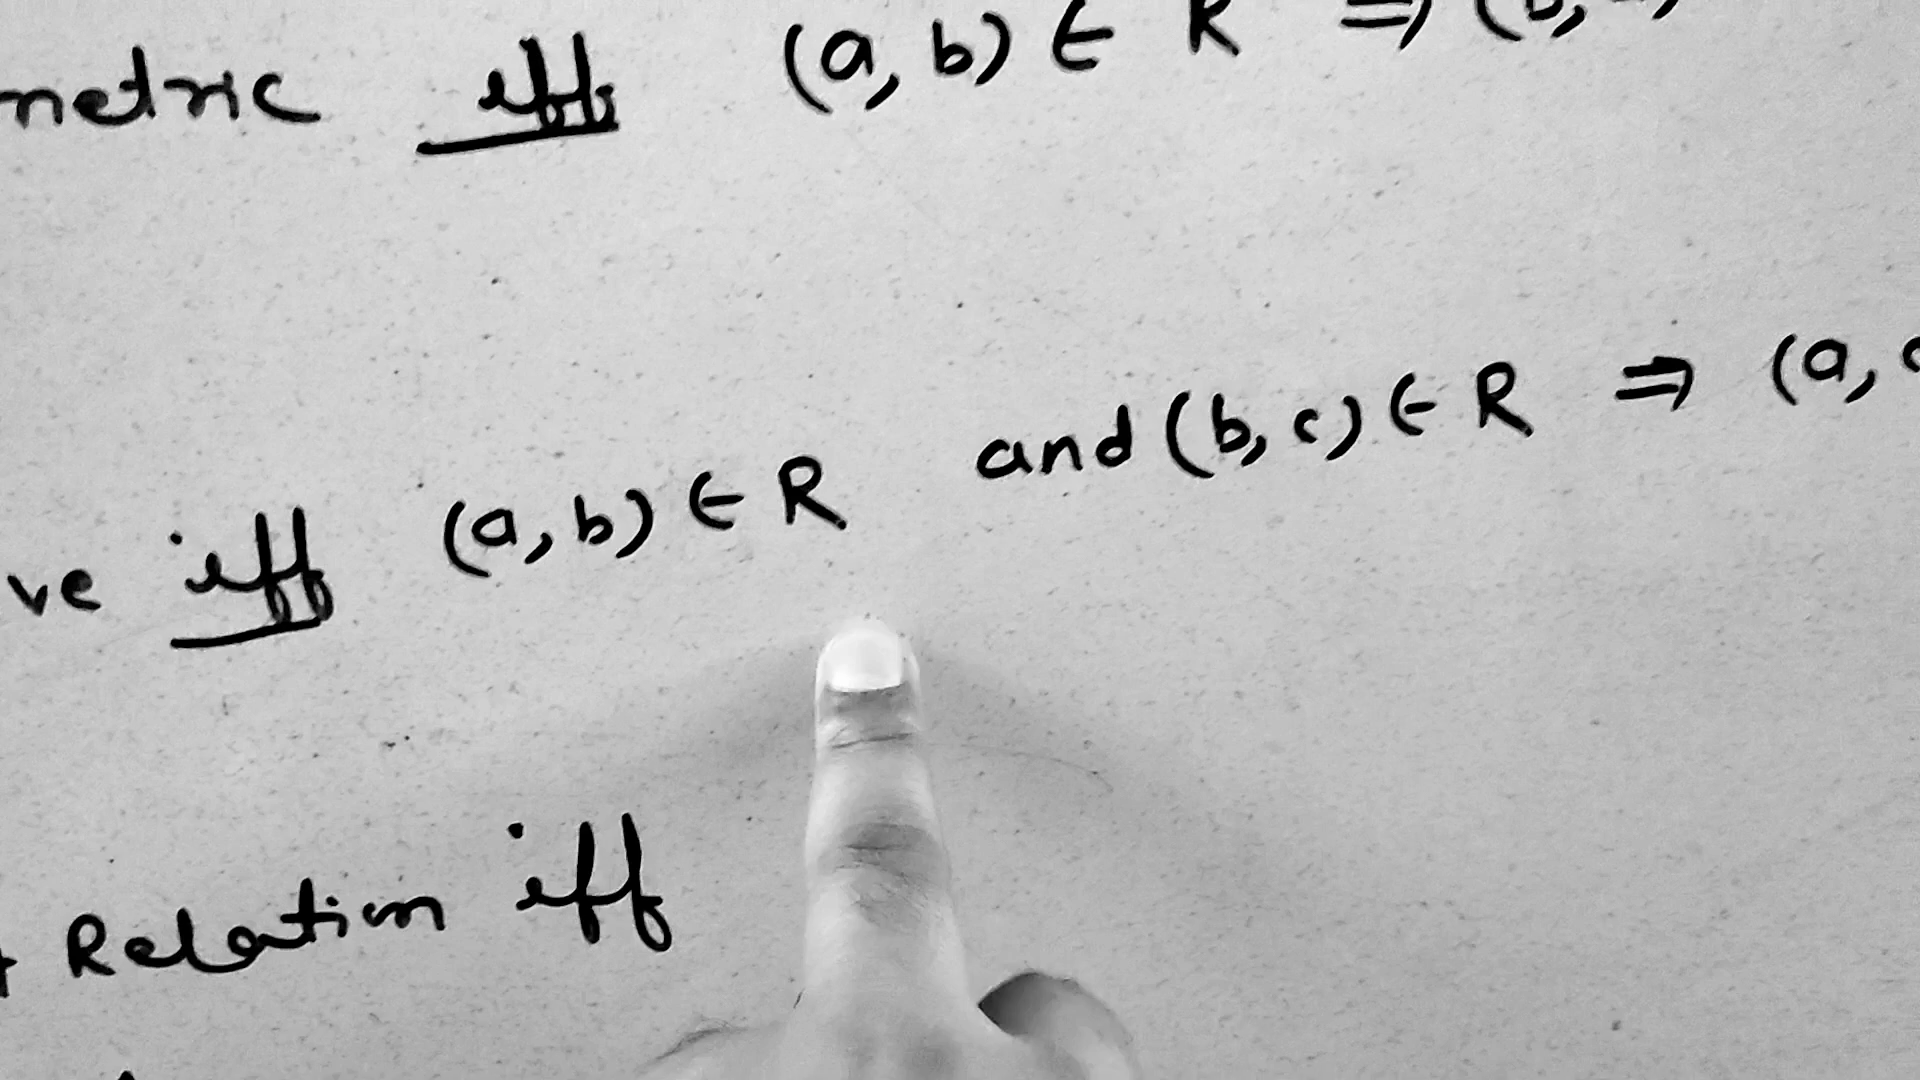 metric iff (a, b) ∈ R ⇒ (b,
ve iff (a, b) ∈ R and (b, c) ∈ R ⇒ (a,
Relation iff